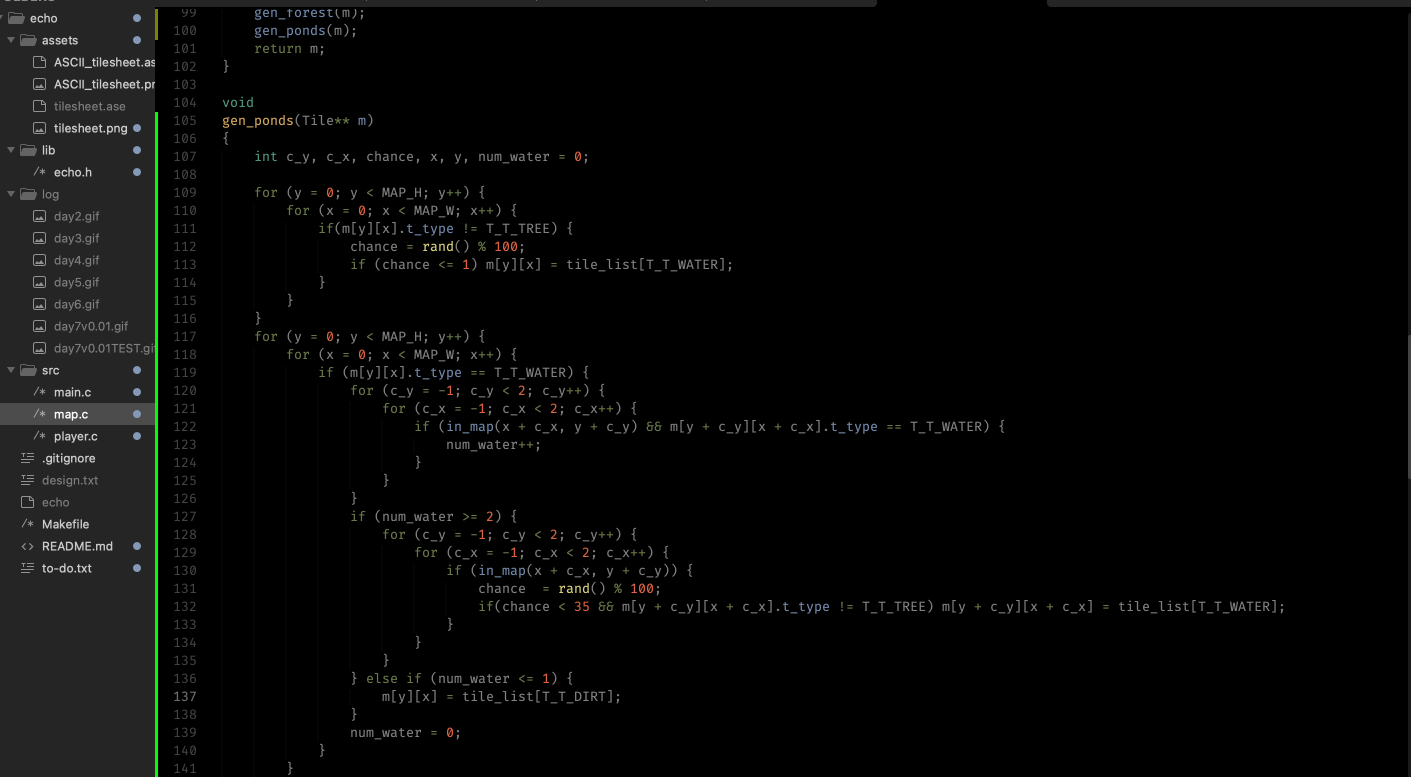 echo
assets
ASCII_tilesheet.as
ASCII_tilesheet.pr
tilesheet.ase
tilesheet.png
lib
/* echo.h
log
day2.gif
day3.gif
day4.gif
day5.gif
day6.gif
day7v0.01.gif
day7v0.01TEST.gif
src
/* main.c
/* map.c
/* player.c
.gitignore
design.txt
echo
/* Makefile
<> README.md
to-do.txt
99 gen_forest(m);
100 gen_ponds(m);
101 return m;
102 }
103
104 void
105 gen_ponds(Tile** m)
106 {
107 int c_y, c_x, chance, x, y, num_water = 0;
108
109 for (y = 0; y < MAP_H; y++) {
110 for (x = 0; x < MAP_W; x++) {
111 if(m[y][x].t_type != T_T_TREE) {
112 chance = rand() % 100;
113 if (chance <= 1) m[y][x] = tile_list[T_T_WATER];
114 }
115 }
116 }
117 for (y = 0; y < MAP_H; y++) {
118 for (x = 0; x < MAP_W; x++) {
119 if (m[y][x].t_type == T_T_WATER) {
120 for (c_y = -1; c_y < 2; c_y++) {
121 for (c_x = -1; c_x < 2; c_x++) {
122 if (in_map(x + c_x, y + c_y) && m[y + c_y][x + c_x].t_type == T_T_WATER) {
123 num_water++;
124 }
125 }
126 }
127 if (num_water >= 2) {
128 for (c_y = -1; c_y < 2; c_y++) {
129 for (c_x = -1; c_x < 2; c_x++) {
130 if (in_map(x + c_x, y + c_y)) {
131 chance  = rand() % 100;
132 if(chance < 35 && m[y + c_y][x + c_x].t_type != T_T_TREE) m[y + c_y][x + c_x] = tile_list[T_T_WATER];
133 }
134 }
135 }
136 } else if (num_water <= 1) {
137 m[y][x] = tile_list[T_T_DIRT];
138 }
139 num_water = 0;
140 }
141 }